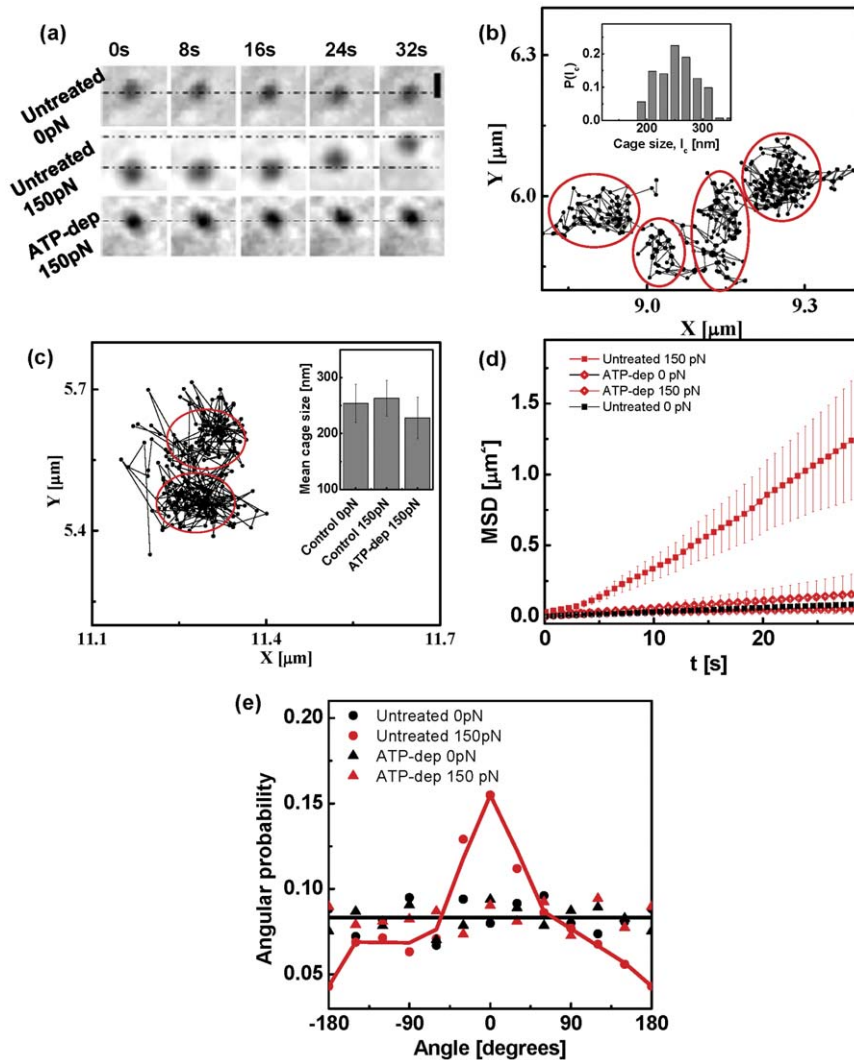 (a)
0s 8s 16s 24s 32s
Untreated
0pN
Untreated
150pN
ATP-dep
150pN
(b)
6.3
6.0
Y [μm]
9.0 9.3
X [μm]
P(l_c)
0.2
0.1
0.0
200 300
Cage size, l_c [nm]
(c)
5.7
5.4
Y [μm]
11.1 11.4 11.7
X [μm]
Mean cage size [nm]
300
200
100
Control 0pN
Control 150pN
ATP-dep 150pN
(d)
Untreated 150 pN
ATP-dep 0 pN
ATP-dep 150 pN
Untreated 0 pN
MSD [μm²]
1.5
1.0
0.5
0.0
0 10 20
t [s]
(e)
Untreated 0pN
Untreated 150pN
ATP-dep 0pN
ATP-dep 150 pN
Angular probability
0.20
0.15
0.10
0.05
-180 -90 0 90 180
Angle [degrees]